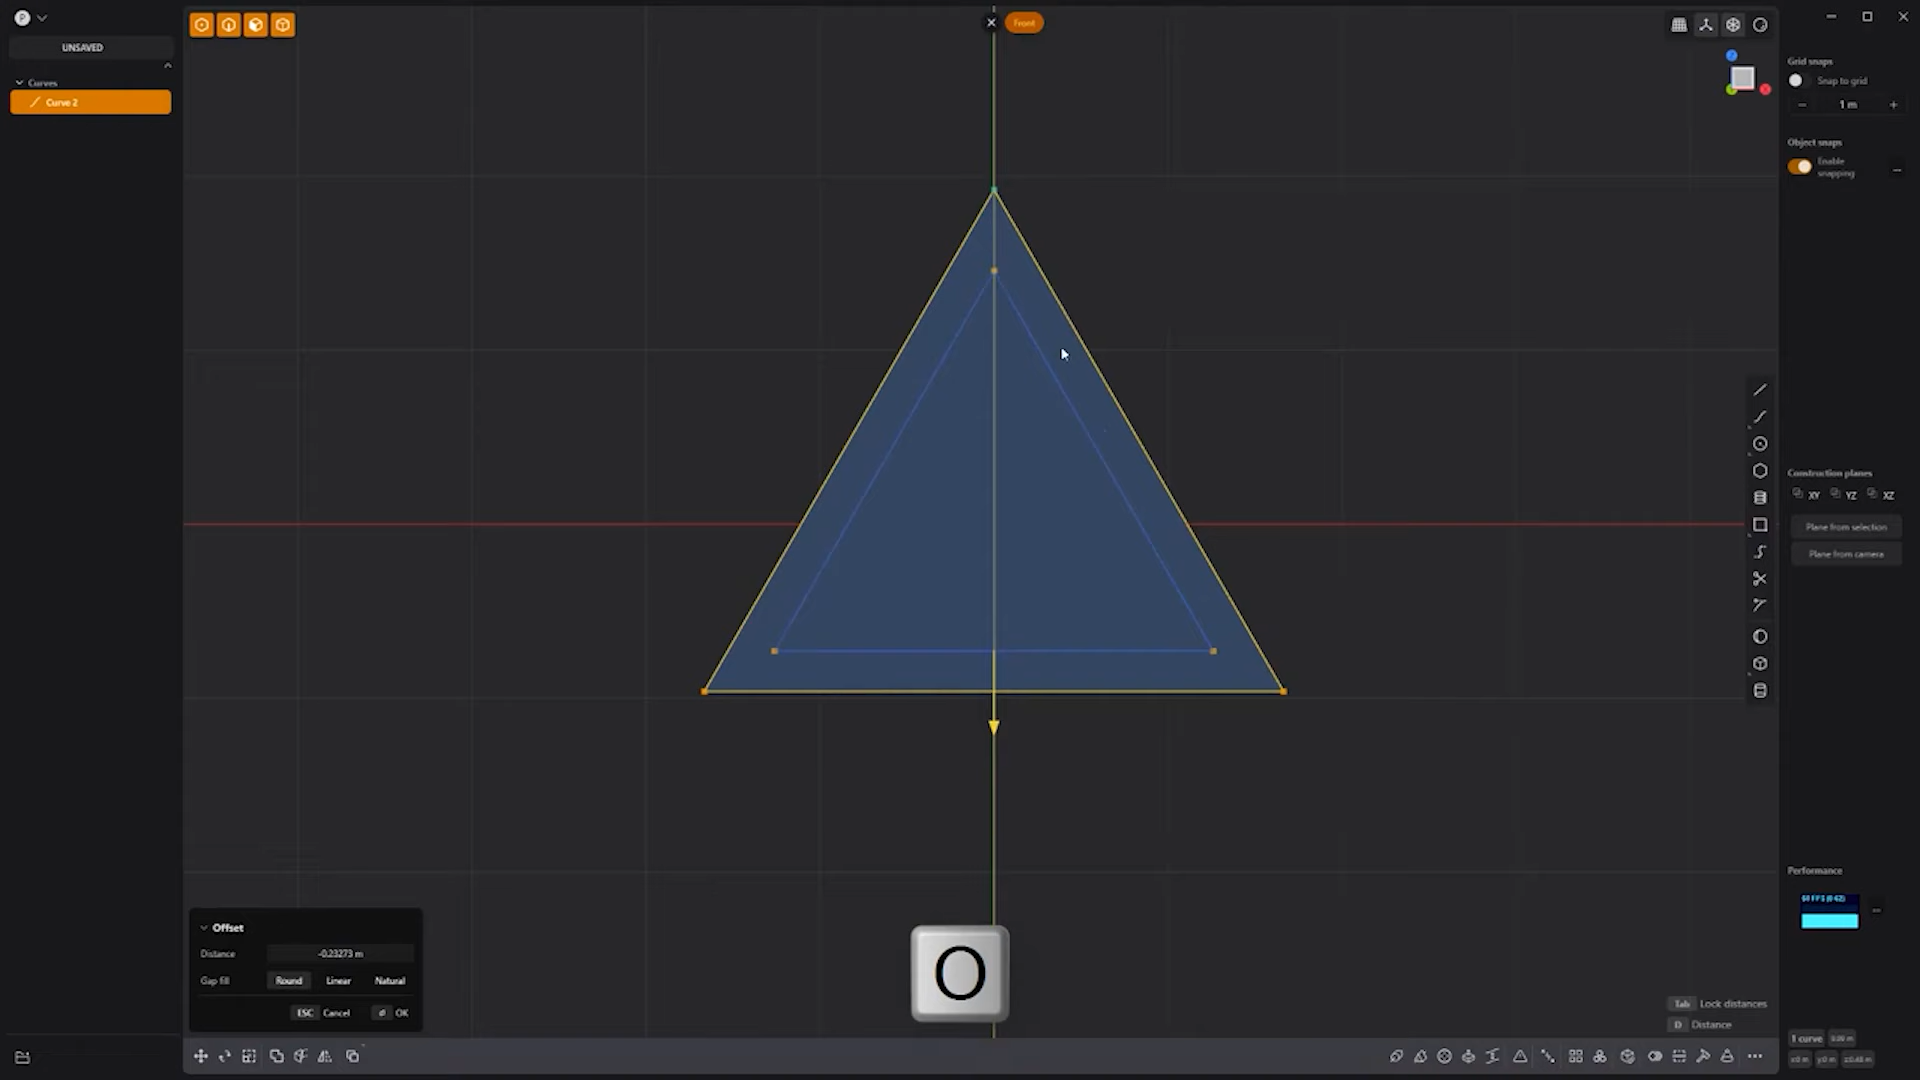 P
UNSAVED
Front
Curves
Curve 2
Grid snaps
Snap to grid
1 m
Object snaps
Enable
snapping
Construction planes
XY YZ XZ
Plane from selection
Plane from camera
Performance
Offset
Distance -0.23273 m
Gap fill Round Linear Natural
ESC Cancel OK
O
Tab Lock distances
D Distance
1 curve